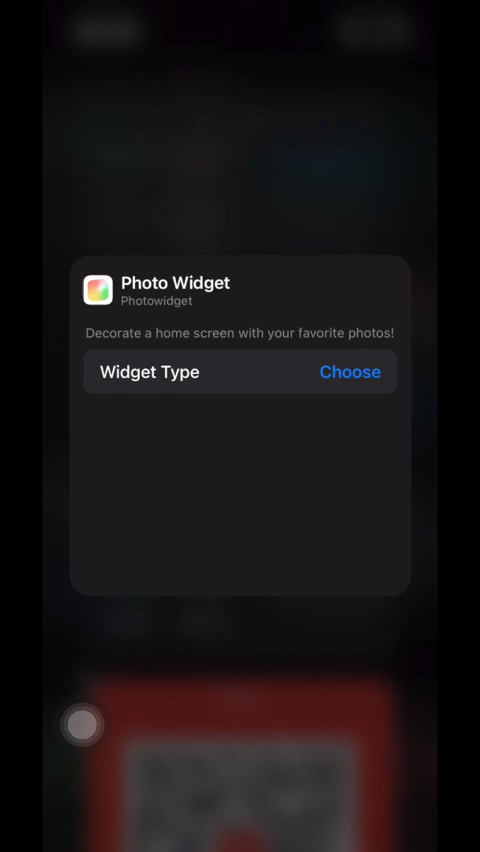 Photo Widget
Photowidget
Decorate a home screen with your favorite photos!
Widget Type Choose